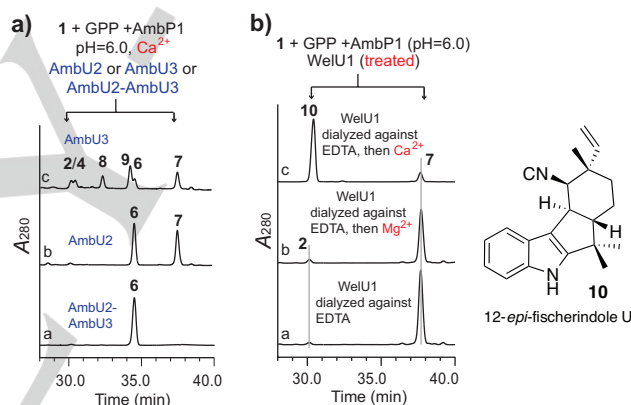 a)
1 + GPP +AmbP1
pH=6.0, Ca2+
AmbU2 or AmbU3 or
AmbU2-AmbU3
2/4 8 9 6 7
AmbU3
c
6 7
AmbU2
b
6
AmbU2-
AmbU3
a
A280
30.0 35.0 40.0
Time (min)
b)
1 + GPP +AmbP1 (pH=6.0)
WelU1 (treated)
10
WelU1
dialyzed against
EDTA, then Ca2+
7
c
WelU1
dialyzed against
EDTA, then Mg2+
2
b
WelU1
dialyzed against
EDTA
a
A280
30.0 35.0 40.0
Time (min)
CN
H
H
N
H
10
12-epi-fischerindole U